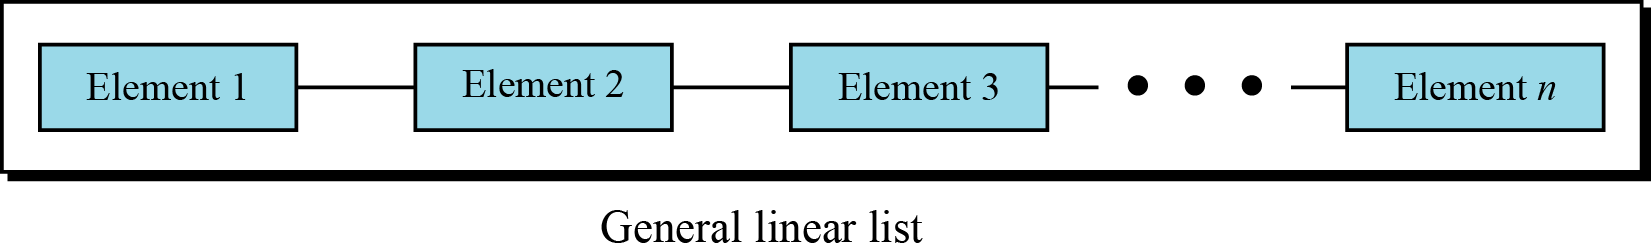 Element 1 Element 2 Element 3 • • • Element n
General linear list